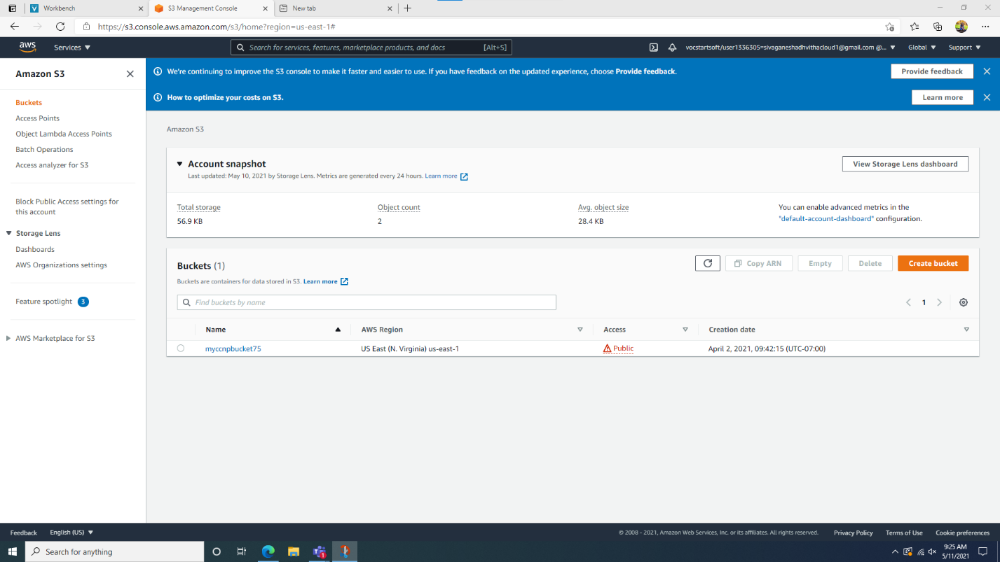 Workbench
S3 Management Console
New tab
https://s3.console.aws.amazon.com/s3/home?region=us-east-1#
aws
Services
Search for services, features, marketplace products, and docs [Alt+S]
vocstartsoft/user1336305=sivaganeshadhvithacloud1@gmail.com @...
Global
Support
Amazon S3
Buckets
Access Points
Object Lambda Access Points
Batch Operations
Access analyzer for S3
Block Public Access settings for
this account
Storage Lens
Dashboards
AWS Organizations settings
Feature spotlight 3
AWS Marketplace for S3
We're continuing to improve the S3 console to make it faster and easier to use. If you have feedback on the updated experience, choose Provide feedback.
Provide feedback
How to optimize your costs on S3.
Learn more
Amazon S3
Account snapshot
Last updated: May 10, 2021 by Storage Lens. Metrics are generated every 24 hours. Learn more
View Storage Lens dashboard
Total storage
56.9 KB
Object count
2
Avg. object size
28.4 KB
You can enable advanced metrics in the
"default-account-dashboard" configuration.
Buckets (1)
Buckets are containers for data stored in S3. Learn more
Copy ARN
Empty
Delete
Create bucket
Find buckets by name
1
Name AWS Region Access Creation date
myccnpbucket75 US East (N. Virginia) us-east-1 Public April 2, 2021, 09:42:15 (UTC-07:00)
Feedback
English (US)
© 2008 - 2021, Amazon Web Services, Inc. or its affiliates. All rights reserved.
Privacy Policy
Terms of Use
Cookie preferences
Search for anything
1
9:25 AM
5/11/2021